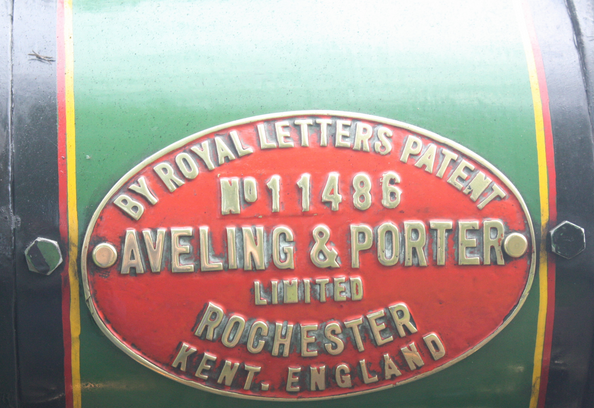 BY ROYAL LETTERS PATENT
No 11486
AVELING & PORTER
LIMITED
ROCHESTER
KENT. ENGLAND